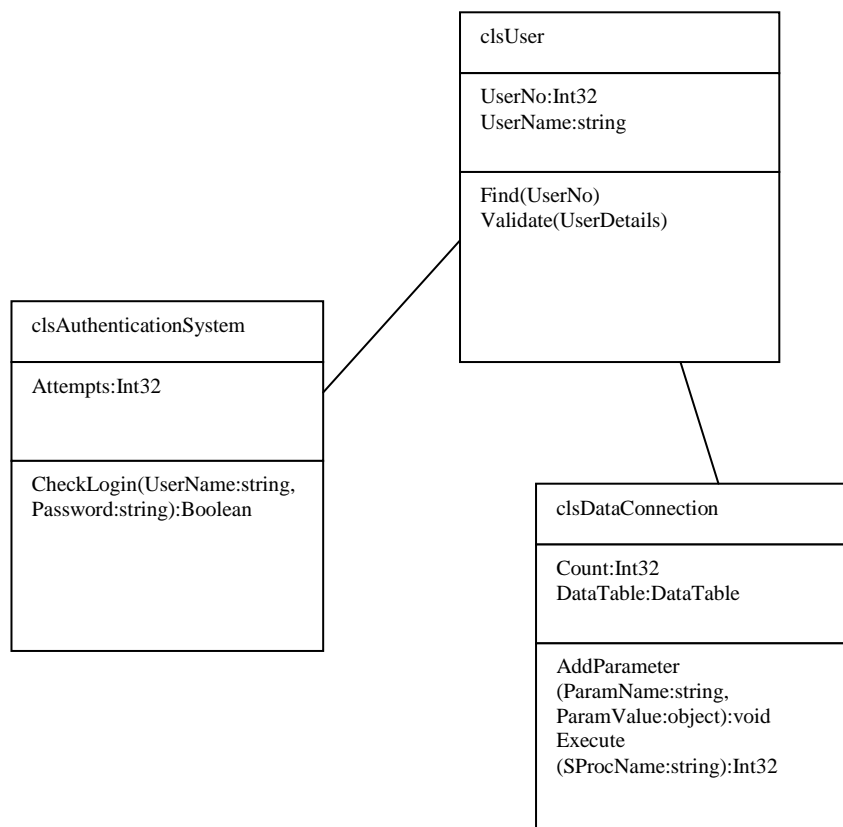 clsUser
UserNo:Int32
UserName:string
Find(UserNo)
Validate(UserDetails)
clsAuthenticationSystem
Attempts:Int32
CheckLogin(UserName:string,
Password:string):Boolean
clsDataConnection
Count:Int32
DataTable:DataTable
AddParameter
(ParamName:string,
ParamValue:object):void
Execute
(SProcName:string):Int32